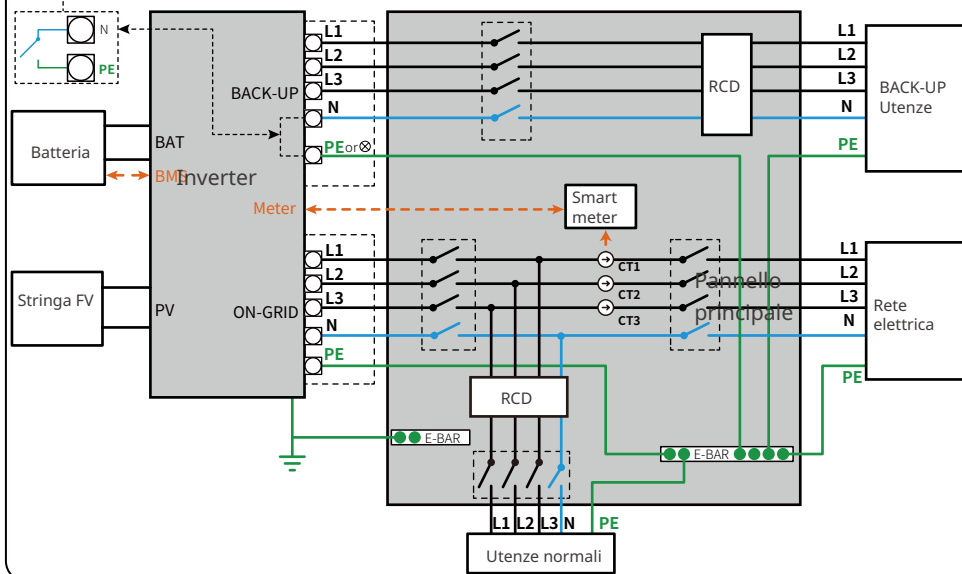 N
PE
Batteria
BAT
BMS
Inverter
Stringa FV
PV
BACK-UP
L1
L2
L3
N
PEor⊗
Meter
ON-GRID
L1
L2
L3
N
PE
RCD
L1
L2
L3
N
PE
BACK-UP
Utenze
Smart
meter
CT1
CT2
CT3
Pannello
principale
L1
L2
L3
N
PE
Rete
elettrica
RCD
E-BAR
E-BAR
L1 L2 L3 N PE
Utenze normali